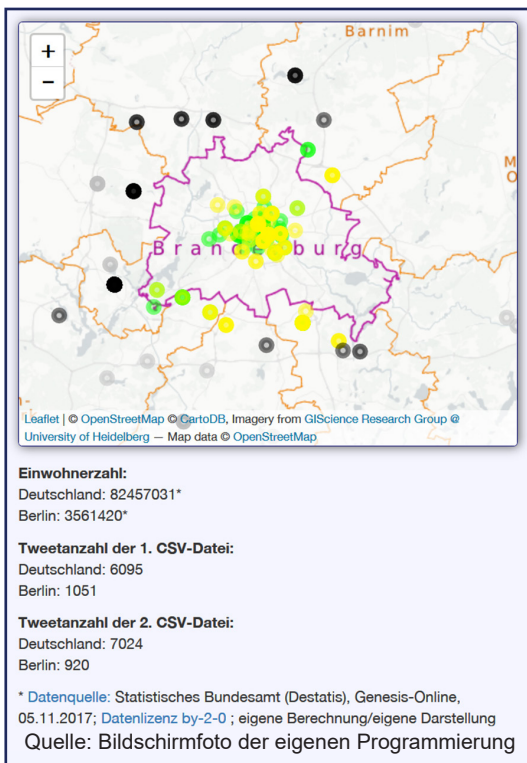 +
−
Barnim
M
O
Brandenburg
n-
Leaflet | © OpenStreetMap © CartoDB, Imagery from GIScience Research Group @
University of Heidelberg — Map data © OpenStreetMap
Einwohnerzahl:
Deutschland: 82457031*
Berlin: 3561420*
Tweetanzahl der 1. CSV-Datei:
Deutschland: 6095
Berlin: 1051
Tweetanzahl der 2. CSV-Datei:
Deutschland: 7024
Berlin: 920
* Datenquelle: Statistisches Bundesamt (Destatis), Genesis-Online,
05.11.2017; Datenlizenz by-2-0 ; eigene Berechnung/eigene Darstellung
Quelle: Bildschirmfoto der eigenen Programmierung